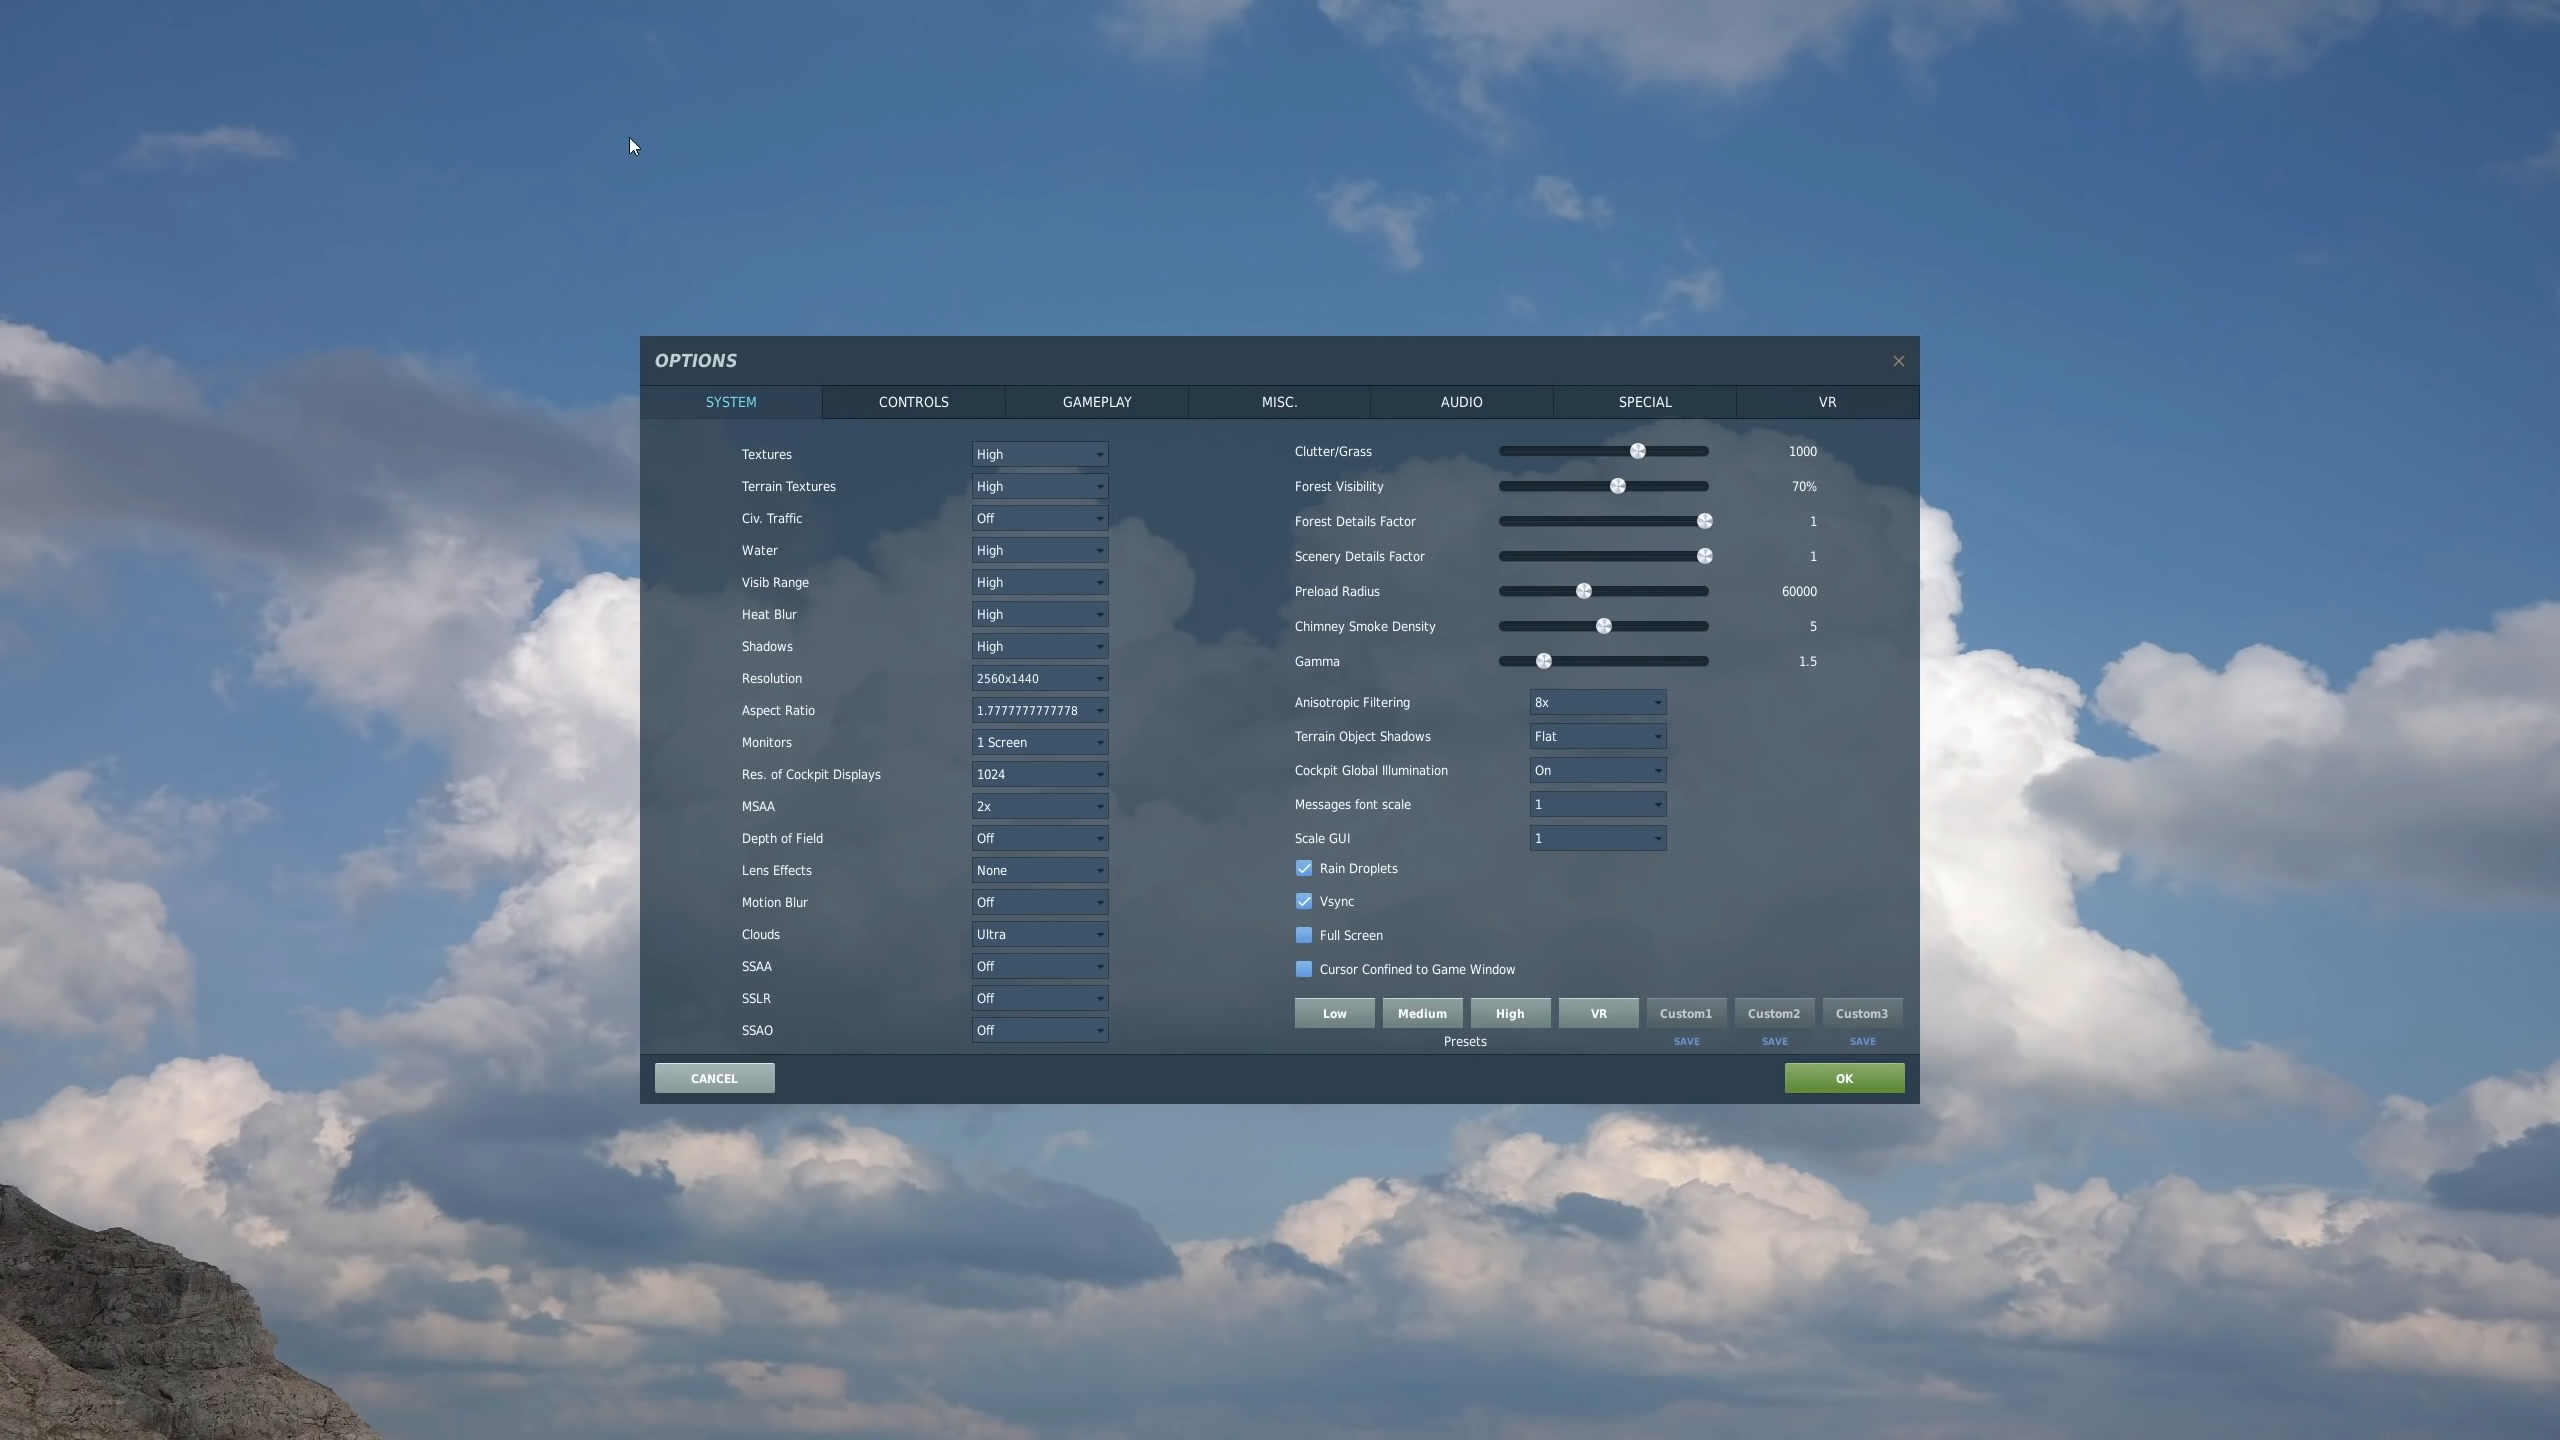 OPTIONS
SYSTEM CONTROLS GAMEPLAY MISC. AUDIO SPECIAL VR
Textures High
Terrain Textures High
Civ. Traffic Off
Water High
Visib Range High
Heat Blur High
Shadows High
Resolution 2560x1440
Aspect Ratio 1.7777777777778
Monitors 1 Screen
Res. of Cockpit Displays 1024
MSAA 2x
Depth of Field Off
Lens Effects None
Motion Blur Off
Clouds Ultra
SSAA Off
SSLR Off
SSAO Off
Clutter/Grass 1000
Forest Visibility 70%
Forest Details Factor 1
Scenery Details Factor 1
Preload Radius 60000
Chimney Smoke Density 5
Gamma 1.5
Anisotropic Filtering 8x
Terrain Object Shadows Flat
Cockpit Global Illumination On
Messages font scale 1
Scale GUI 1
Rain Droplets
Vsync
Full Screen
Cursor Confined to Game Window
Low Medium High VR Custom1 Custom2 Custom3
Presets SAVE SAVE SAVE
CANCEL OK